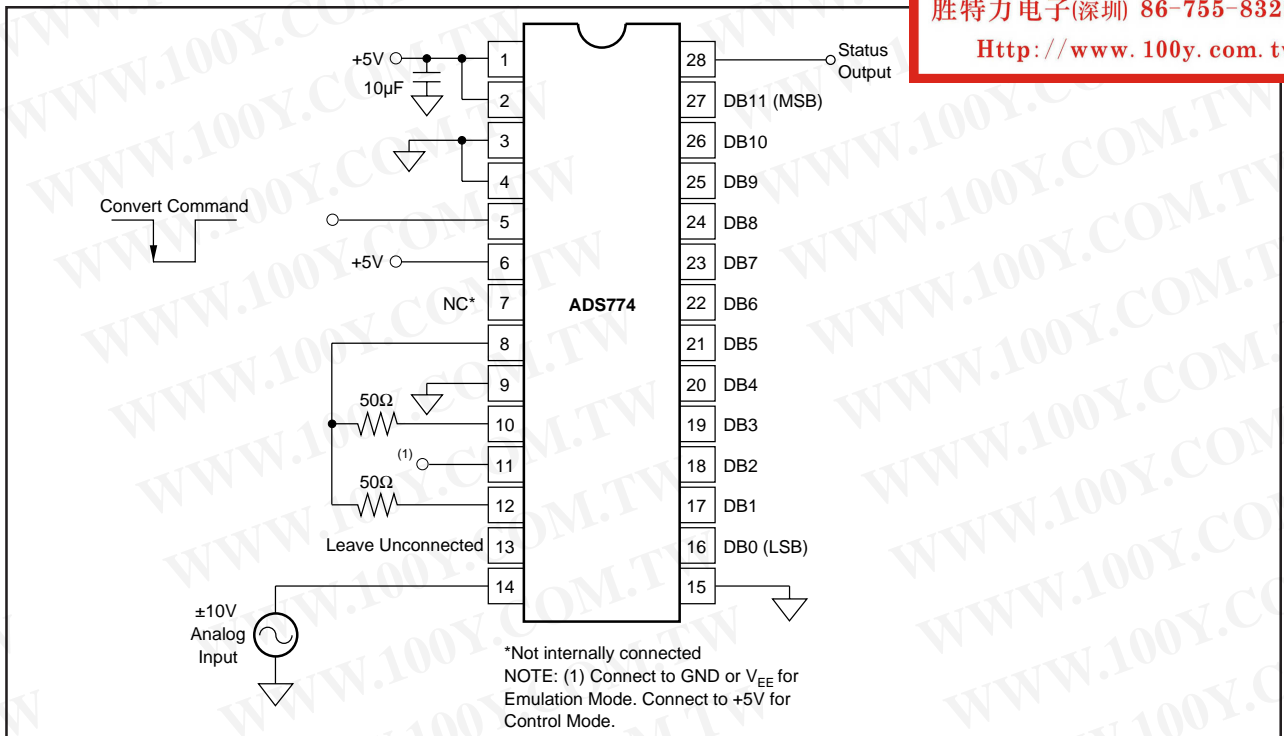 胜特力电子(深圳) 86-755-832
Http://www.100y.com.tw
+5V
10µF
Convert Command
+5V
NC*
50Ω
(1)
50Ω
Leave Unconnected
±10V
Analog
Input
1
2
3
4
5
6
7
8
9
10
11
12
13
14
ADS774
28
27
26
25
24
23
22
21
20
19
18
17
16
15
Status
Output
DB11 (MSB)
DB10
DB9
DB8
DB7
DB6
DB5
DB4
DB3
DB2
DB1
DB0 (LSB)
*Not internally connected
NOTE: (1) Connect to GND or VEE for
Emulation Mode. Connect to +5V for
Control Mode.
WWW.100Y.COM.TW